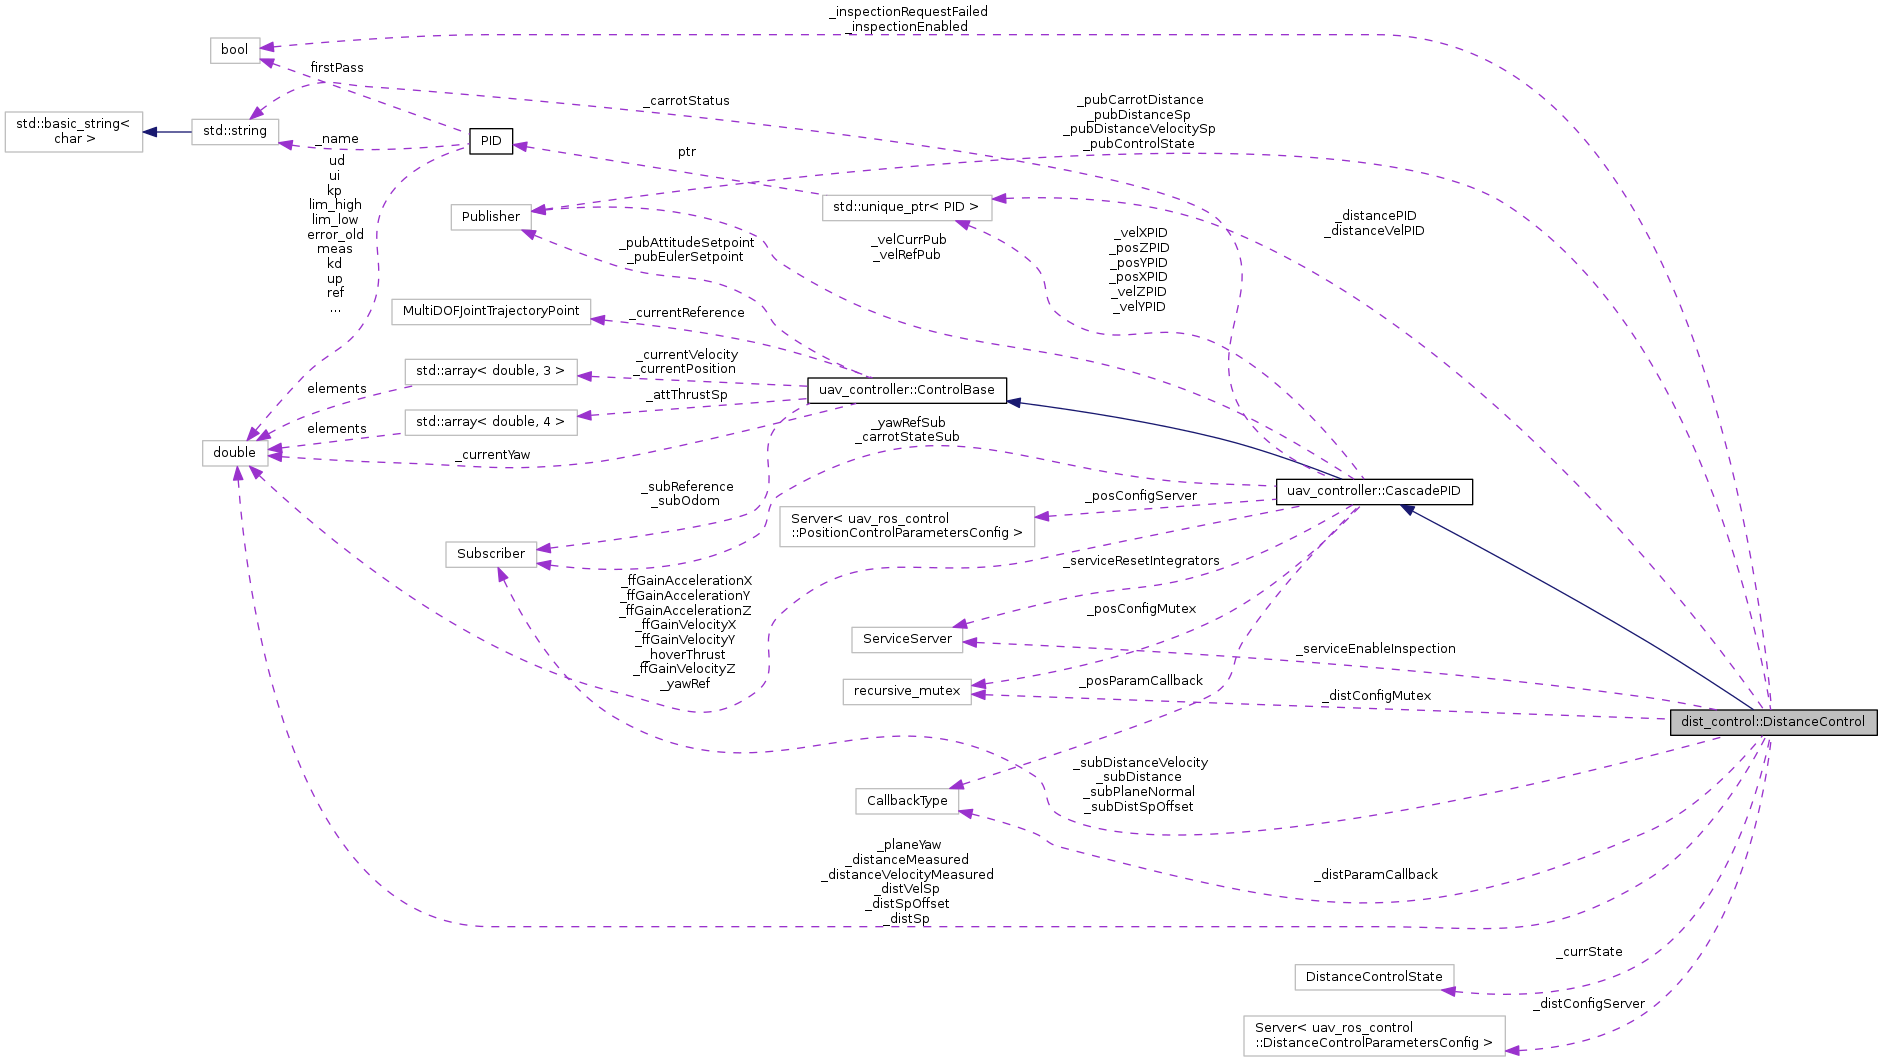 _inspectionRequestFailed
_inspectionEnabled
bool
firstPass
_carrotStatus
std::basic_string<
char >
std::string
_name
PID
ptr
_pubCarrotDistance
_pubDistanceSp
_pubDistanceVelocitySp
_pubControlState
ud
ui
kp
lim_high
lim_low
error_old
meas
kd
up
ref
...
Publisher
std::unique_ptr< PID >
_distancePID
_distanceVelPID
_pubAttitudeSetpoint
_pubEulerSetpoint
_velCurrPub
_velRefPub
_velXPID
_posZPID
_posYPID
_posXPID
_velZPID
_velYPID
MultiDOFJointTrajectoryPoint
_currentReference
std::array< double, 3 >
_currentVelocity
_currentPosition
elements
_attThrustSp
uav_controller::ControlBase
std::array< double, 4 >
elements
double
_currentYaw
_yawRefSub
_carrotStateSub
_subReference
_subOdom
_posConfigServer
uav_controller::CascadePID
Server< uav_ros_control
::PositionControlParametersConfig >
Subscriber
_serviceResetIntegrators
_ffGainAccelerationX
_ffGainAccelerationY
_ffGainAccelerationZ
_ffGainVelocityX
_ffGainVelocityY
_hoverThrust
_ffGainVelocityZ
_yawRef
_posConfigMutex
ServiceServer
_serviceEnableInspection
recursive_mutex
_posParamCallback
_distConfigMutex
dist_control::DistanceControl
_subDistanceVelocity
_subDistance
_subPlaneNormal
_subDistSpOffset
CallbackType
_planeYaw
_distanceMeasured
_distanceVelocityMeasured
_distVelSp
_distSpOffset
_distSp
_distParamCallback
_currState
DistanceControlState
_distConfigServer
Server< uav_ros_control
::DistanceControlParametersConfig >